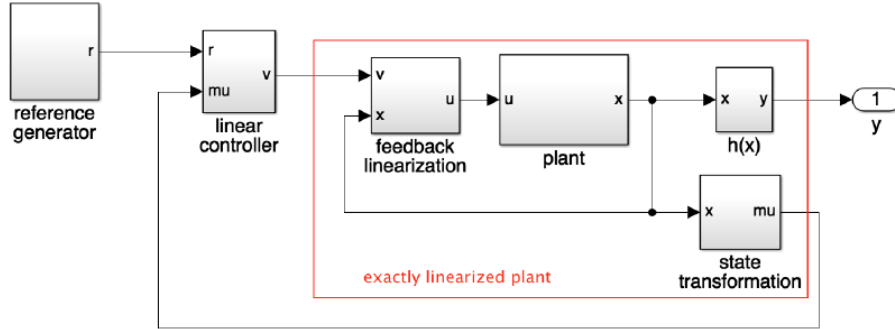 r
reference
generator
r
mu
v
linear
controller
v
x
u
feedback
linearization
u
x
plant
x
y
h(x)
1
y
x
mu
state
transformation
exactly linearized plant